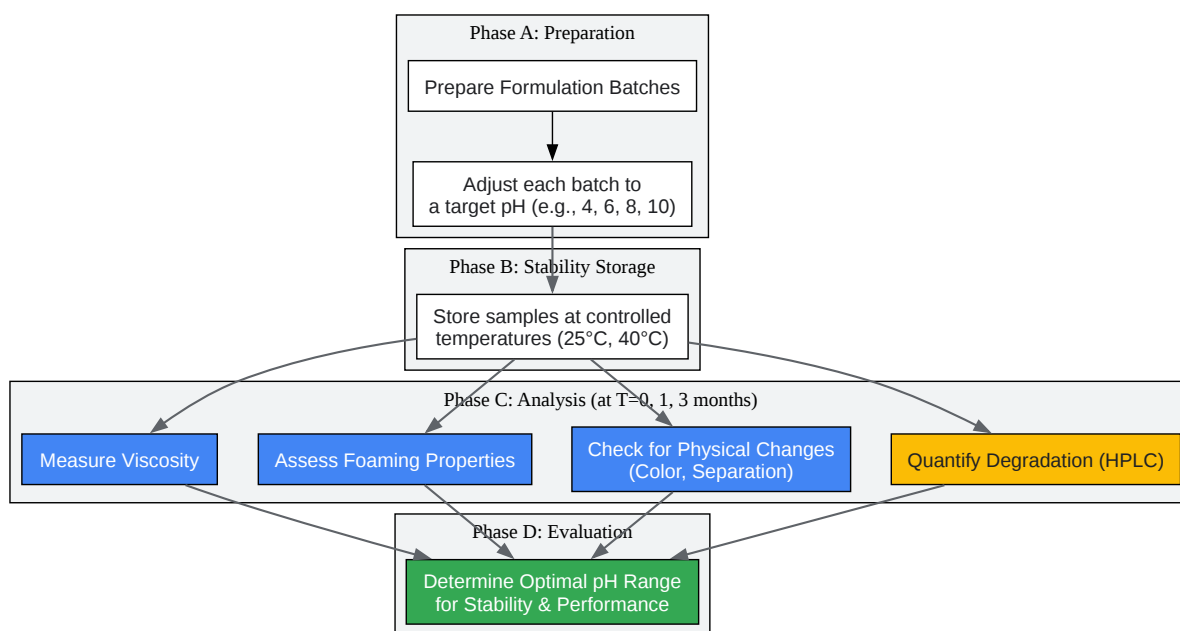 Phase A: Preparation
Prepare Formulation Batches
Adjust each batch to
a target pH (e.g., 4, 6, 8, 10)
Phase B: Stability Storage
Store samples at controlled
temperatures (25°C, 40°C)
Phase C: Analysis (at T=0, 1, 3 months)
Measure Viscosity
Assess Foaming Properties
Check for Physical Changes
(Color, Separation)
Quantify Degradation (HPLC)
Phase D: Evaluation
Determine Optimal pH Range
for Stability & Performance